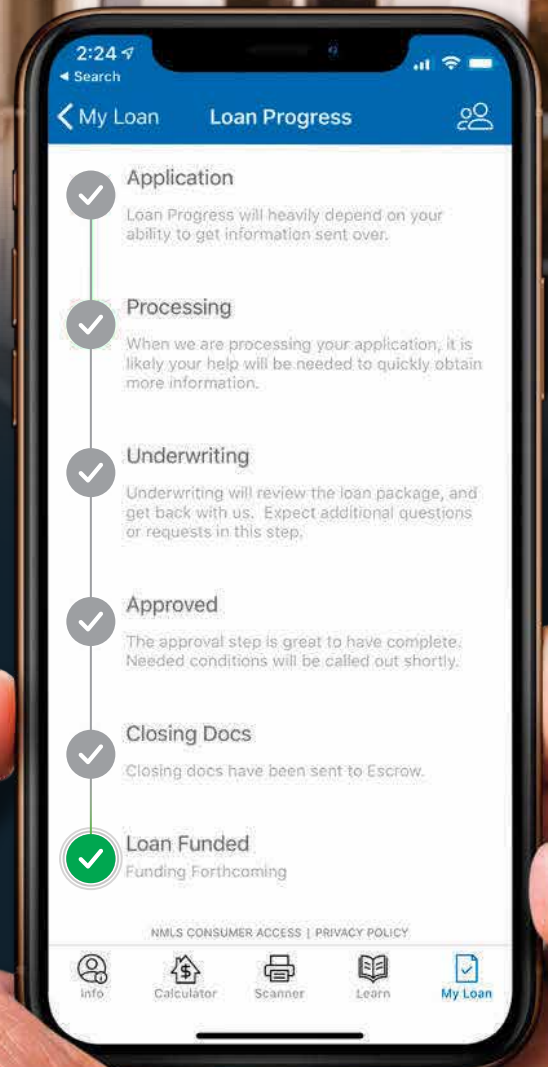 2:24
Search
My Loan Loan Progress
Application
Loan Progress will heavily depend on your
ability to get information sent over.
Processing
When we are processing your application, it is
likely your help will be needed to quickly obtain
more information.
Underwriting
Underwriting will review the loan package, and
get back with us. Expect additional questions
or requests in this step.
Approved
The approval step is great to have complete.
Needed conditions will be called out shortly.
Closing Docs
Closing docs have been sent to Escrow.
Loan Funded
Funding Forthcoming
NMLS CONSUMER ACCESS | PRIVACY POLICY
Info Calculator Scanner Learn My Loan